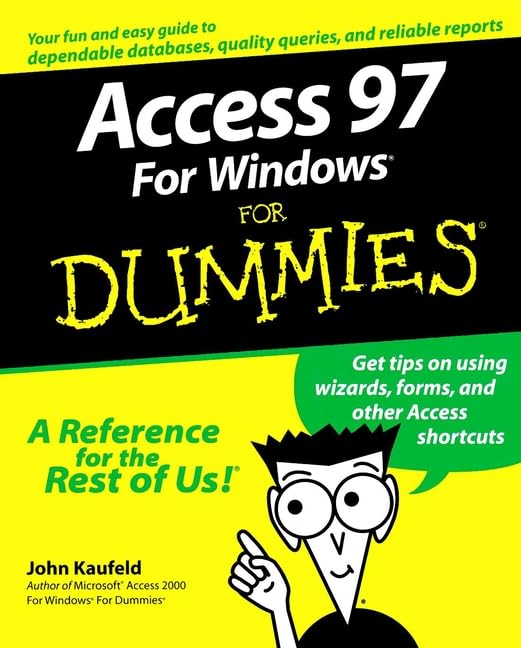 Your fun and easy guide to
dependable databases, quality queries, and reliable reports
Access 97
For Windows®
FOR
DUMMIES®
Get tips on using
wizards, forms, and
other Access
shortcuts
A Reference
for the
Rest of Us!®
John Kaufeld
Author of Microsoft® Access 2000
For Windows® For Dummies®